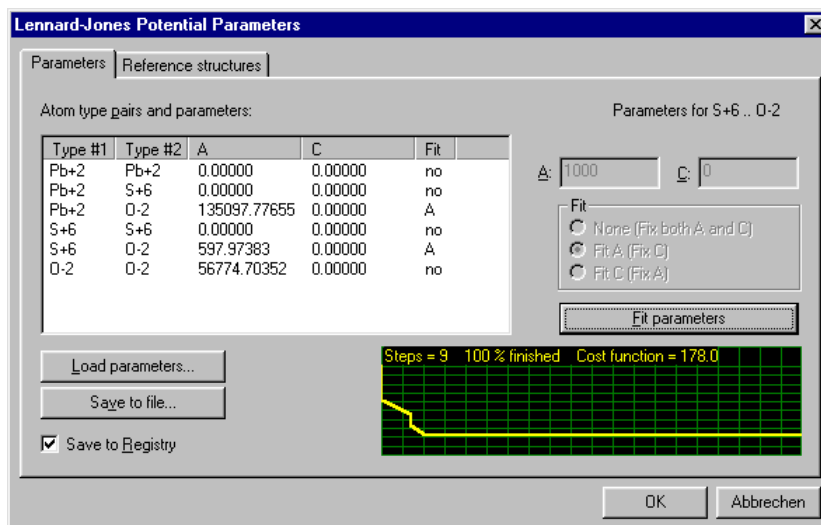 Lennard-Jones Potential Parameters
Parameters Reference structures
Atom type pairs and parameters:
Parameters for S+6 .. O-2
Type #1 Type #2 A C Fit
Pb+2 Pb+2 0.00000 0.00000 no
Pb+2 S+6 0.00000 0.00000 no
Pb+2 O-2 135097.77655 0.00000 A
S+6 S+6 0.00000 0.00000 no
S+6 O-2 597.97383 0.00000 A
O-2 O-2 56774.70352 0.00000 no
A: 1000 C: 0
Fit
None (Fix both A and C)
Fit A (Fix C)
Fit C (Fix A)
Fit parameters
Load parameters...
Save to file...
Save to Registry
Steps = 9 100 % finished Cost function = 178.0
OK Abbrechen